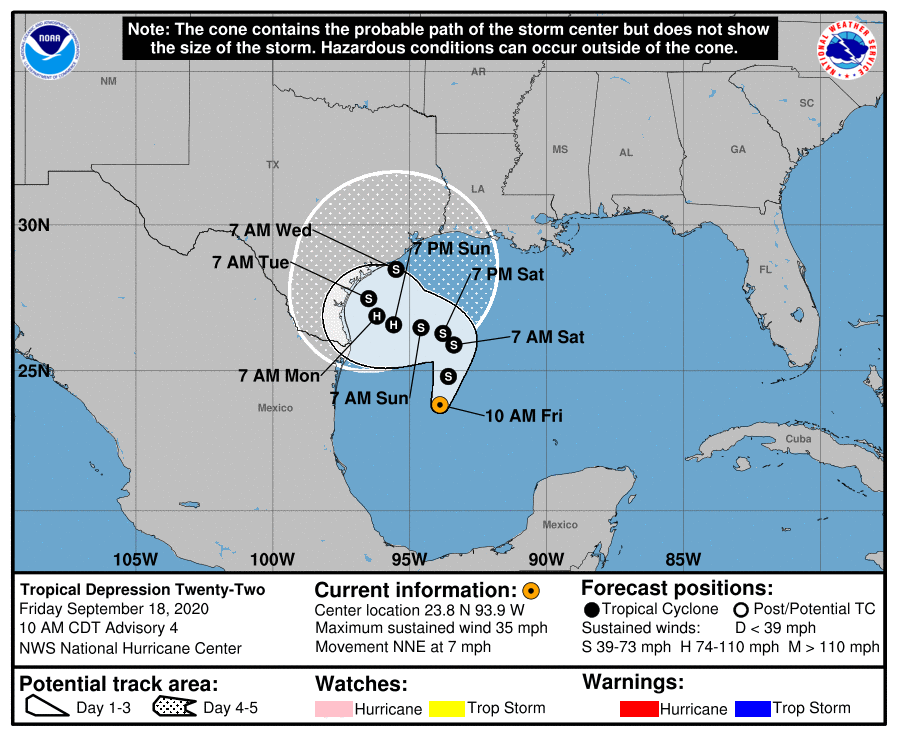 Note: The cone contains the probable path of the storm center but does not show
the size of the storm. Hazardous conditions can occur outside of the cone.
NOAA
NATIONAL WEATHER SERVICE
NM
AR
SC
TX
MS
AL
GA
LA
30N
7 AM Wed
7 PM Sun
7 AM Tue
7 PM Sat
FL
S
S
H
H
S
S
S
7 AM Sat
S
25N
7 AM Mon
7 AM Sun
10 AM Fri
Mexico
Cuba
Mexico
105W
100W
95W
90W
85W
Tropical Depression Twenty-Two
Friday September 18, 2020
10 AM CDT Advisory 4
NWS National Hurricane Center
Current information:
Center location 23.8 N 93.9 W
Maximum sustained wind 35 mph
Movement NNE at 7 mph
Forecast positions:
Tropical Cyclone Post/Potential TC
Sustained winds: D < 39 mph
S 39-73 mph H 74-110 mph M > 110 mph
Potential track area:
Day 1-3 Day 4-5
Watches:
Hurricane Trop Storm
Warnings:
Hurricane Trop Storm